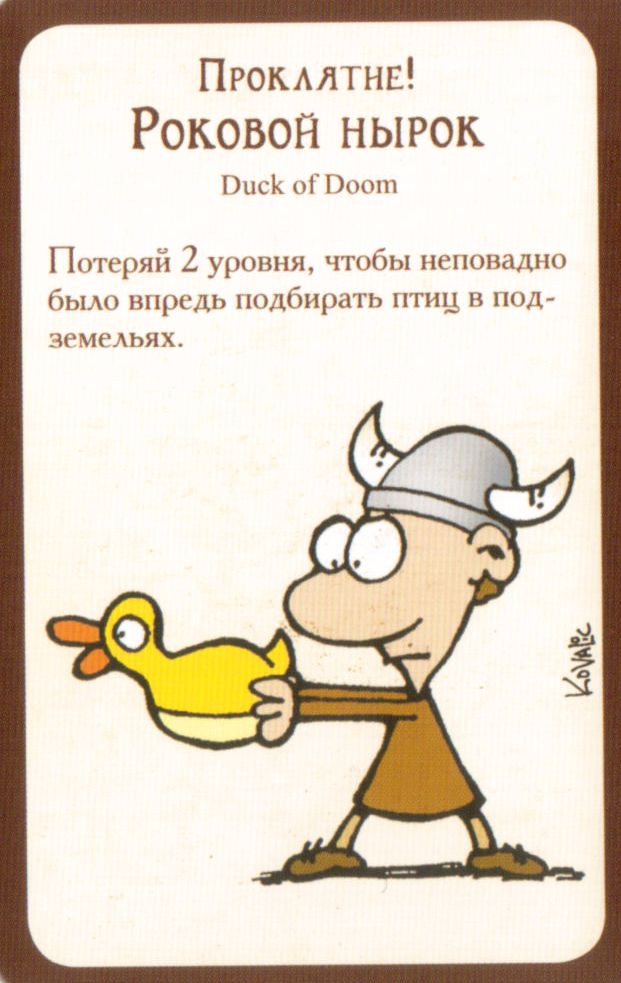 Проклятие!
Роковой нырок
Duck of Doom
Потеряй 2 уровня, чтобы неповадно
было впредь подбирать птиц в под-
земельях.
KOVALIC